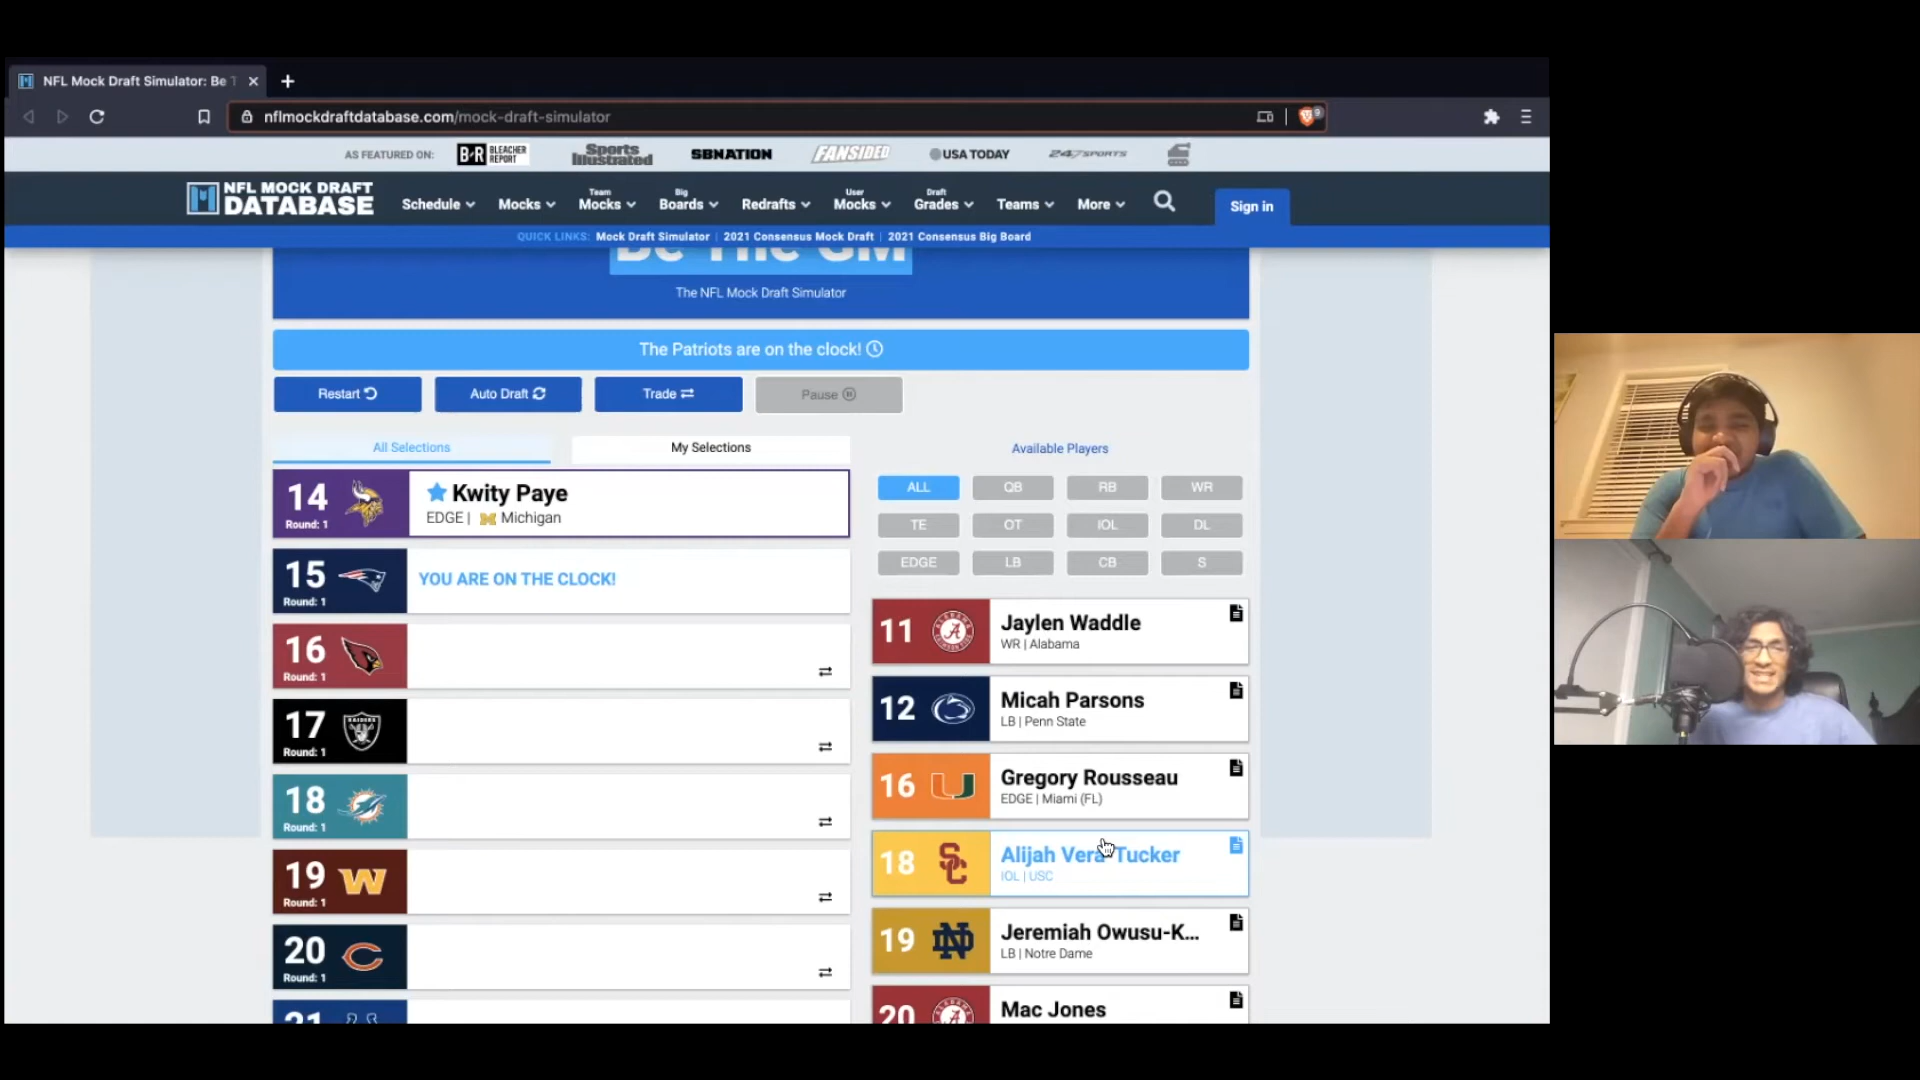 NFL Mock Draft Simulator: Be T
nflmockdraftdatabase.com/mock-draft-simulator
AS FEATURED ON: B/R BLEACHER REPORT Sports Illustrated SBNATION FANSIDED USA TODAY 247SPORTS
NFL MOCK DRAFT DATABASE
Schedule Mocks Team Mocks Big Boards Redrafts User Mocks Draft Grades Teams More Sign in
QUICK LINKS: Mock Draft Simulator | 2021 Consensus Mock Draft | 2021 Consensus Big Board
Be The GM
The NFL Mock Draft Simulator
The Patriots are on the clock!
Restart Auto Draft Trade Pause
All Selections My Selections
14 Round: 1
Kwity Paye
EDGE | Michigan
15 Round: 1
YOU ARE ON THE CLOCK!
16 Round: 1
17 Round: 1
RAIDERS
18 Round: 1
19 Round: 1
W
20 Round: 1
C
21
Available Players
ALL QB RB WR
TE OT IOL DL
EDGE LB CB S
11 Jaylen Waddle
WR | Alabama
12 Micah Parsons
LB | Penn State
16 Gregory Rousseau
EDGE | Miami (FL)
18 SC Alijah Vera-Tucker
IOL | USC
19 ND Jeremiah Owusu-K...
LB | Notre Dame
20 Mac Jones